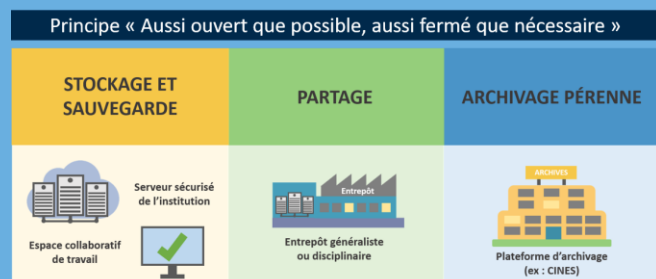 Principe « Aussi ouvert que possible, aussi fermé que nécessaire »
STOCKAGE ET
SAUVEGARDE
PARTAGE
ARCHIVAGE PÉRENNE
Serveur sécurisé
de l’institution
Espace collaboratif
de travail
Entrepôt
Entrepôt généraliste
ou disciplinaire
ARCHIVES
Plateforme d’archivage
(ex : CINES)